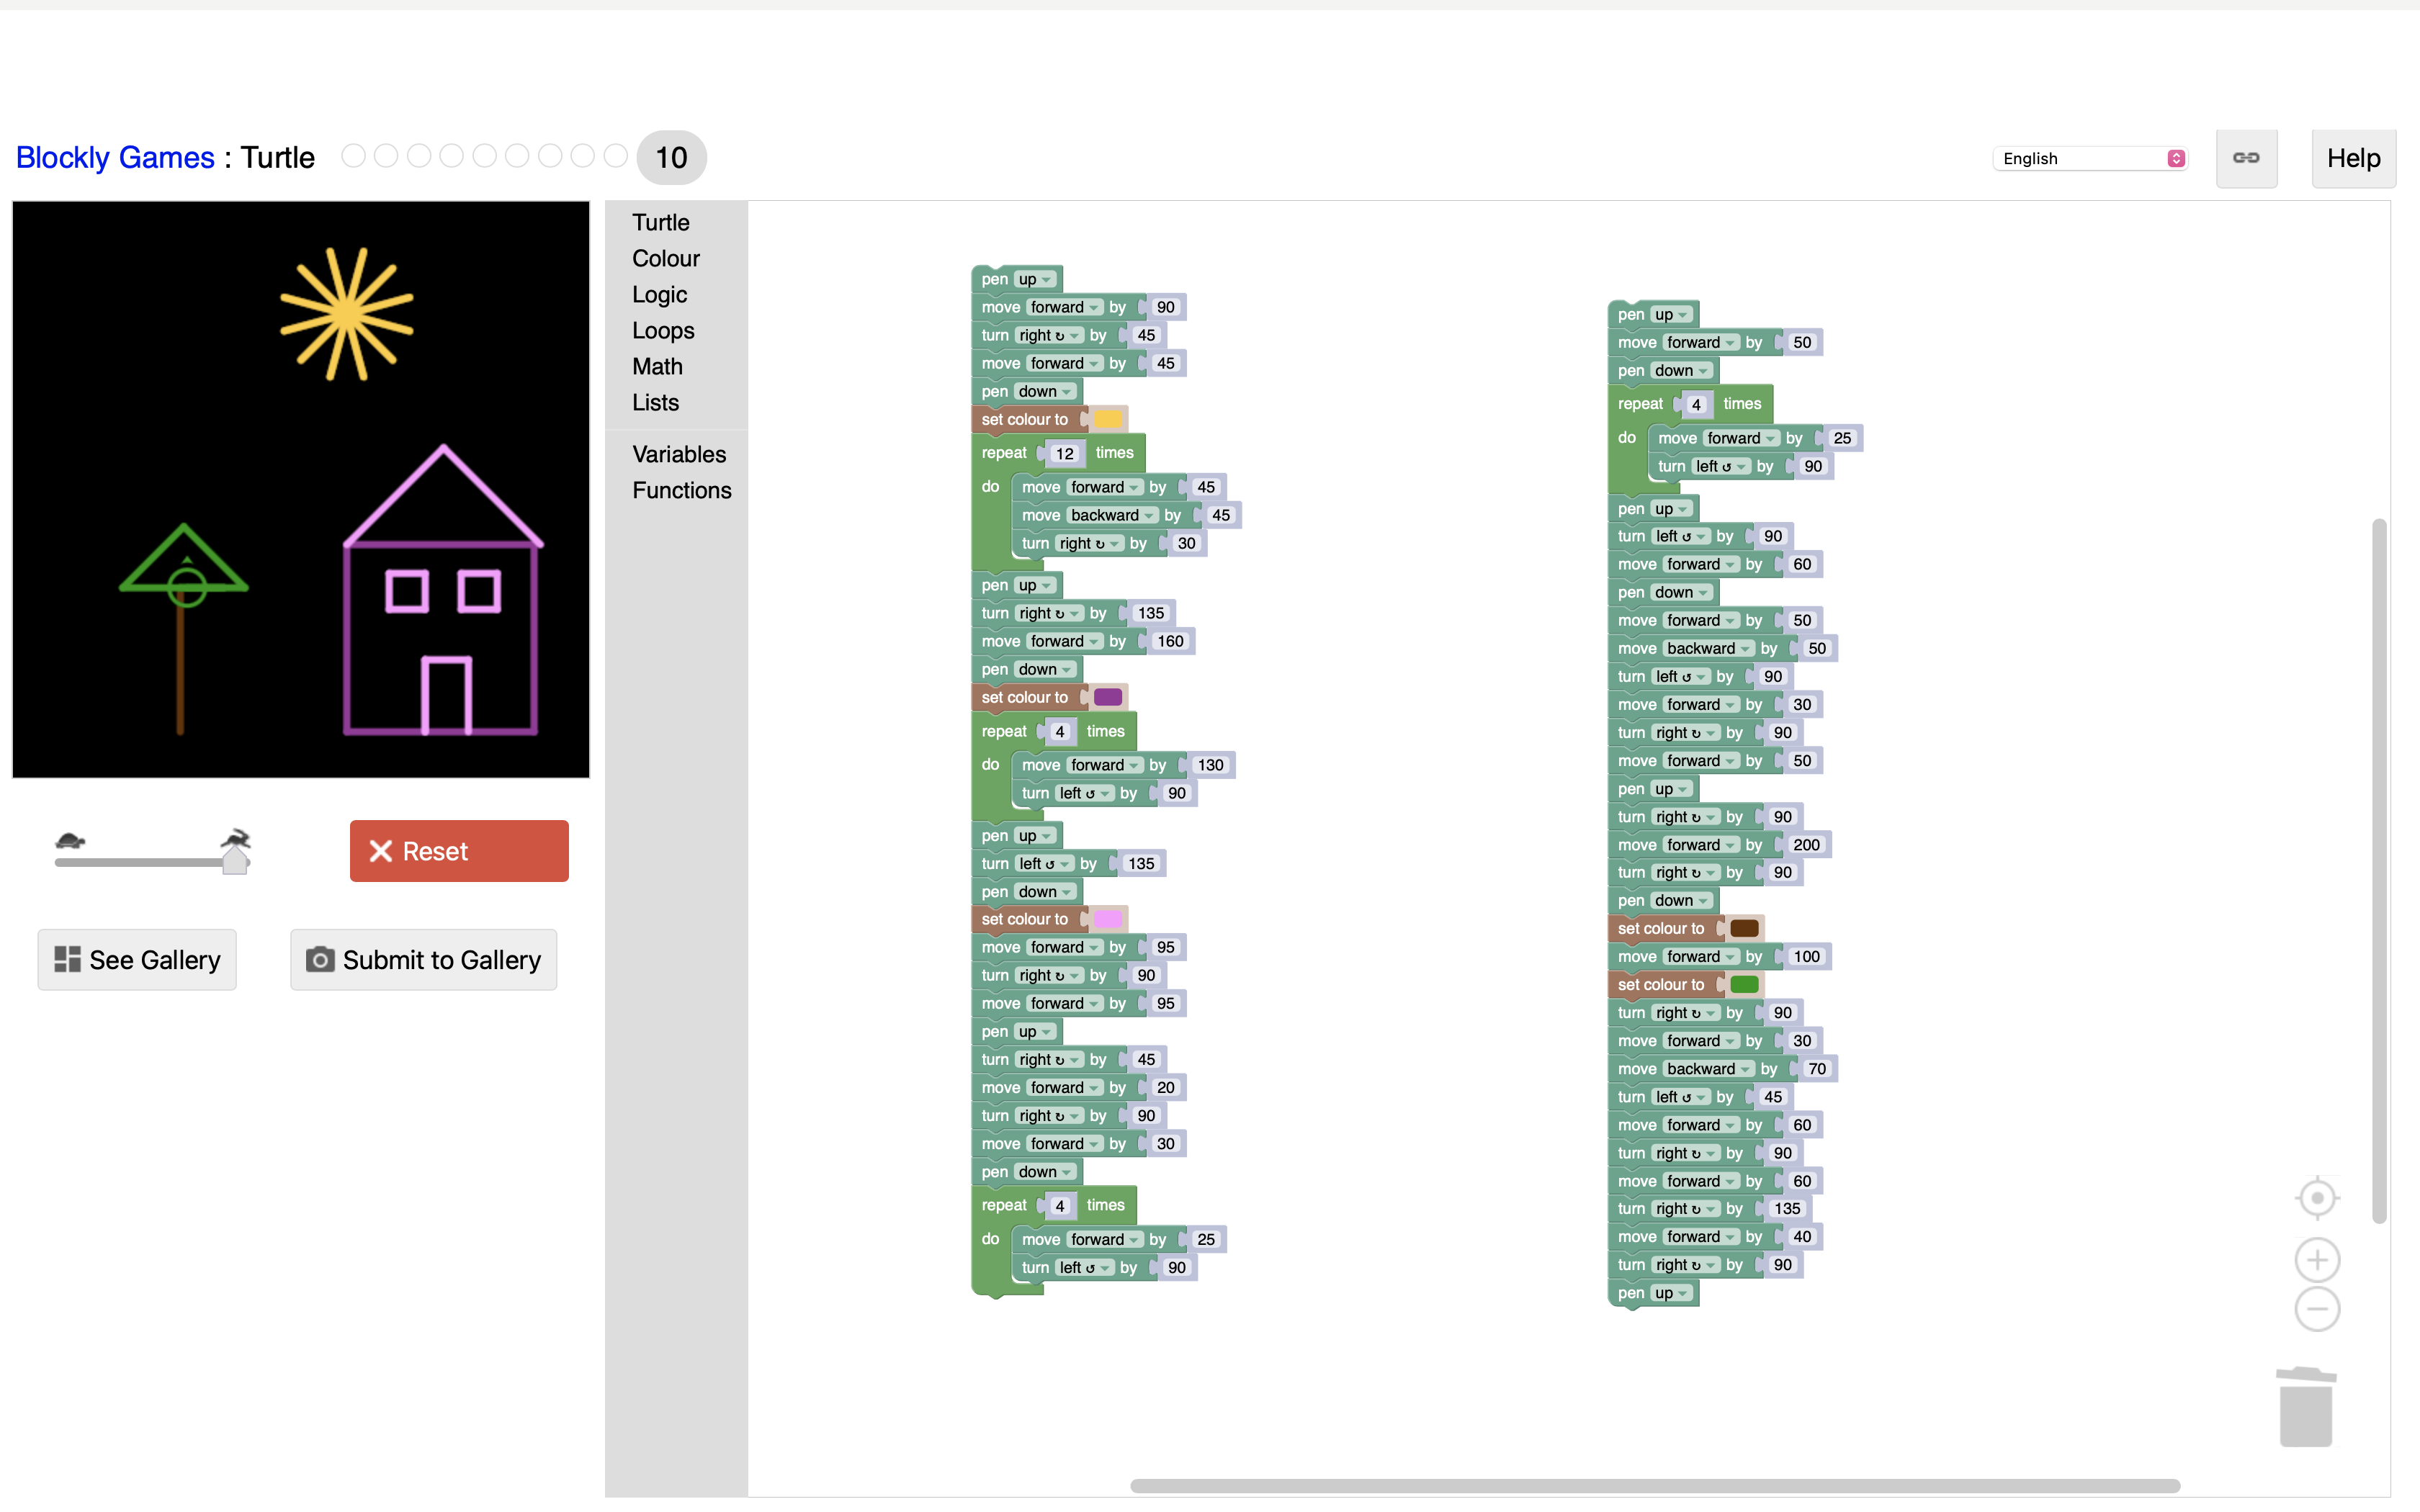 Blockly Games : Turtle 10
English
Help
Turtle
Colour
Logic
Loops
Math
Lists
Variables
Functions
Reset
See Gallery
Submit to Gallery
pen up
move forward by 90
turn right ↻ by 45
move forward by 45
pen down
set colour to
repeat 12 times
do move forward by 45
move backward by 45
turn right ↻ by 30
pen up
turn right ↻ by 135
move forward by 160
pen down
set colour to
repeat 4 times
do move forward by 130
turn left ↺ by 90
pen up
turn left ↺ by 135
pen down
set colour to
move forward by 95
turn right ↻ by 90
move forward by 95
pen up
turn right ↻ by 45
move forward by 20
turn right ↻ by 90
move forward by 30
pen down
repeat 4 times
do move forward by 25
turn left ↺ by 90
pen up
move forward by 50
pen down
repeat 4 times
do move forward by 25
turn left ↺ by 90
pen up
turn left ↺ by 90
move forward by 60
pen down
move forward by 50
move backward by 50
turn left ↺ by 90
move forward by 30
turn right ↻ by 90
move forward by 50
pen up
turn right ↻ by 90
move forward by 200
turn right ↻ by 90
pen down
set colour to
move forward by 100
set colour to
turn right ↻ by 90
move forward by 30
move backward by 70
turn left ↺ by 45
move forward by 60
turn right ↻ by 90
move forward by 60
turn right ↻ by 135
move forward by 40
turn right ↻ by 90
pen up